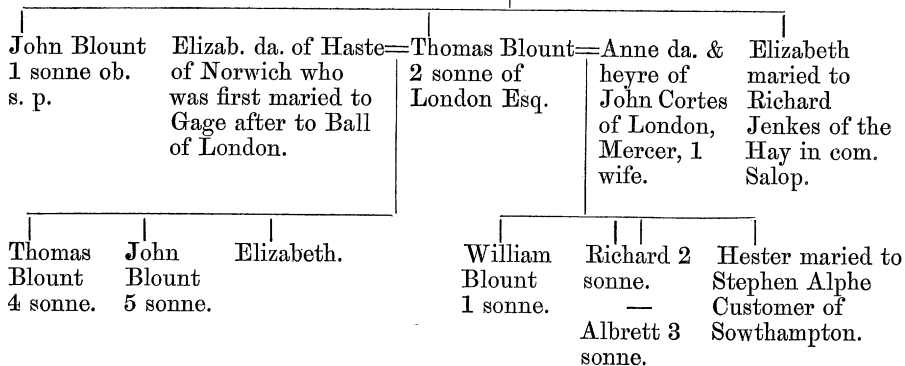 John Blount
1 sonne ob.
s. p.
Elizab. da. of Haste=Thomas Blount=Anne da. &
of Norwich who
was first maried to
Gage after to Ball
of London.
2 sonne of
London Esq.
heyre of
John Cortes
of London,
Mercer, 1
wife.
Elizabeth
maried to
Richard
Jenkes of the
Hay in com.
Salop.
Thomas
Blount
4 sonne.
John
Blount
5 sonne.
Elizabeth.
William
Blount
1 sonne.
Richard 2
sonne.
—
Albrett 3
sonne.
Hester maried to
Stephen Alphe
Customer of
Sowthampton.